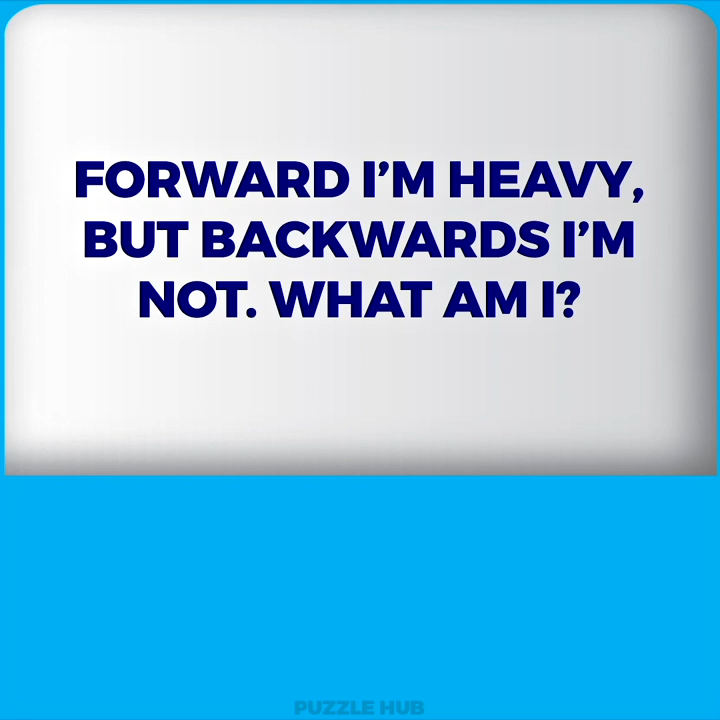 FORWARD I’M HEAVY,
BUT BACKWARDS I’M
NOT. WHAT AM I?
PUZZLE HUB